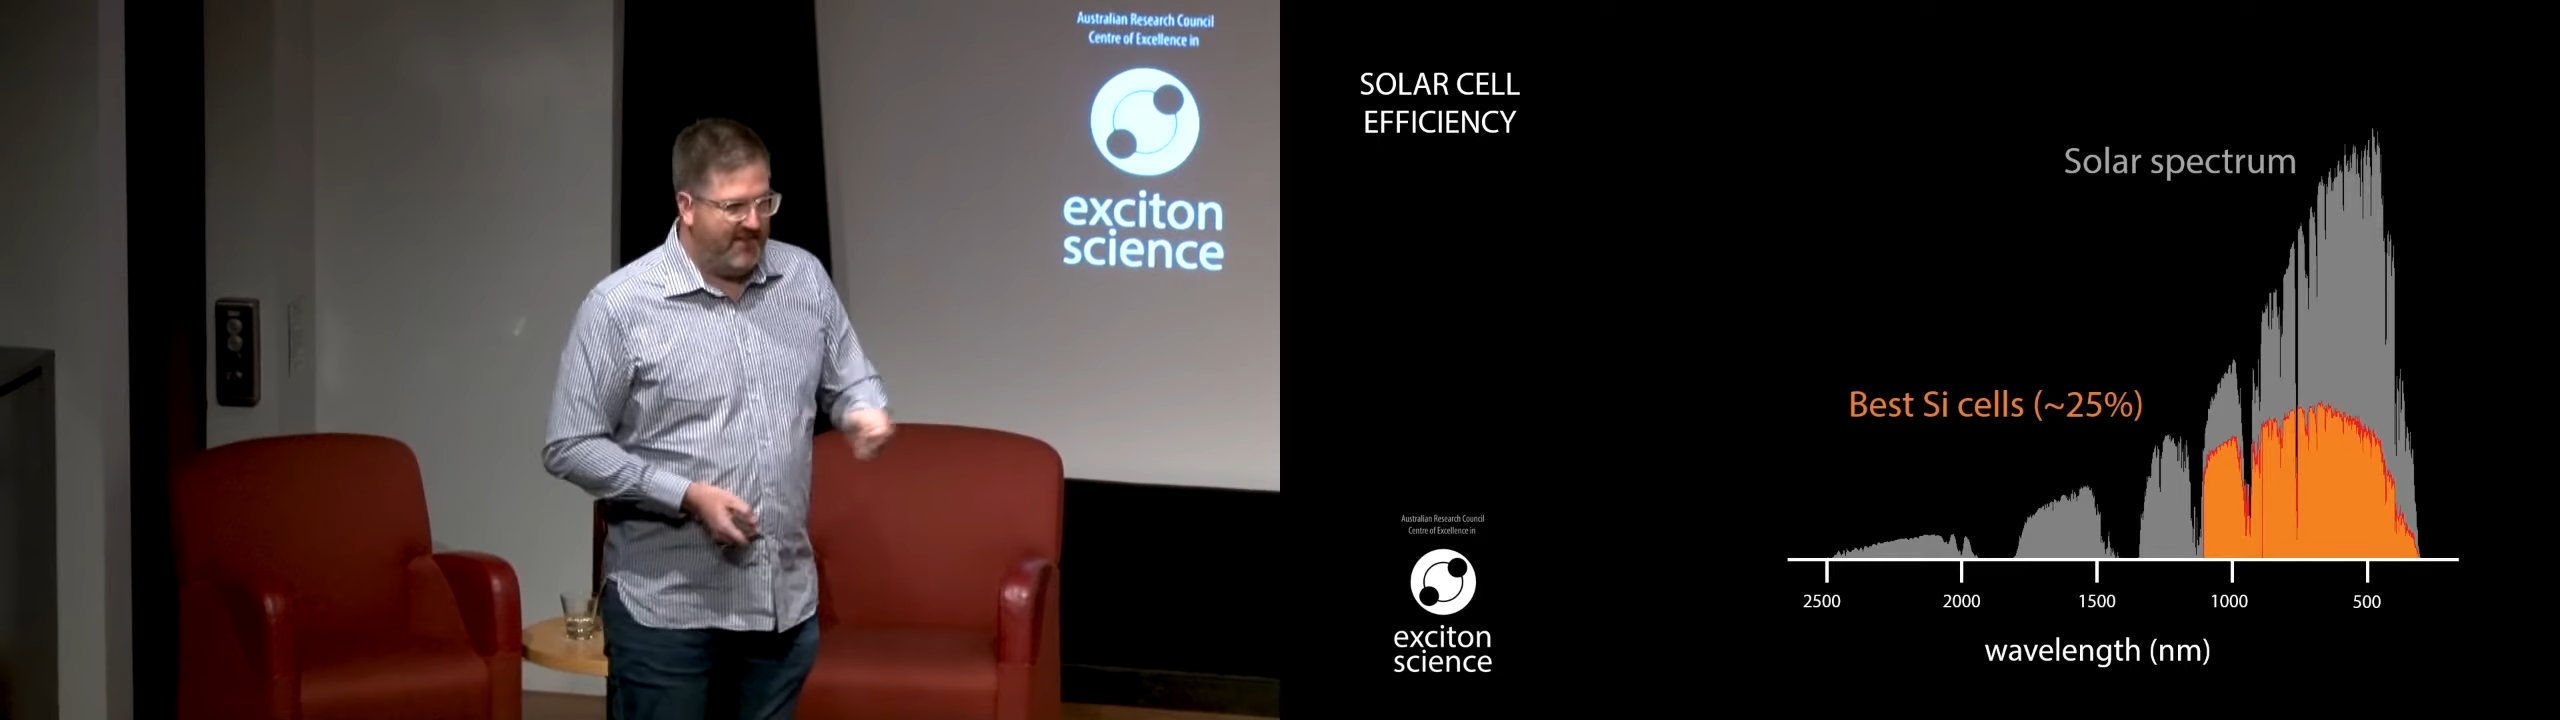 Australian Research Council
Centre of Excellence in
exciton
science
SOLAR CELL
EFFICIENCY
Solar spectrum
Best Si cells (~25%)
2500 2000 1500 1000 500
wavelength (nm)
Australian Research Council
Centre of Excellence in
exciton
science